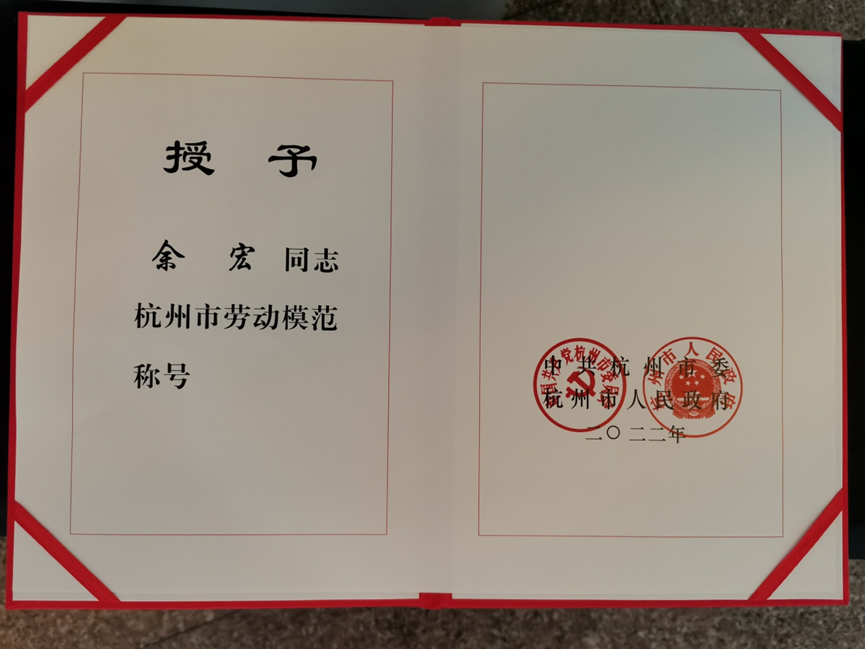 授 予
余 宏 同志
杭州市劳动模范
称号
中共杭州市委
杭州市人民政府
二〇二二年